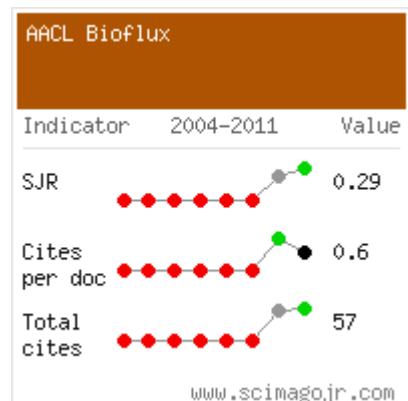 AACL Bioflux
Indicator 2004-2011 Value
SJR 0.29
Cites
per doc 0.6
Total
cites 57
www.scimagojr.com